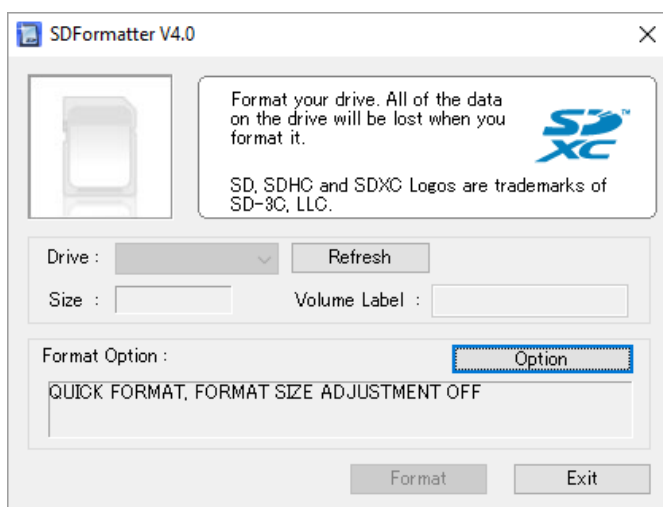 SDFormatter V4.0
Format your drive. All of the data
on the drive will be lost when you
format it.
SD, SDHC and SDXC Logos are trademarks of
SD-3C, LLC.
SD™
XC
Drive :
Refresh
Size :
Volume Label :
Format Option :
Option
QUICK FORMAT, FORMAT SIZE ADJUSTMENT OFF
Format
Exit